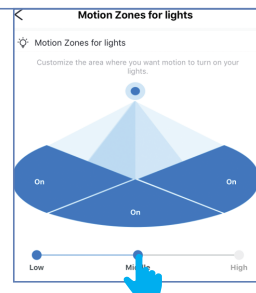 Motion Zones for lights
Motion Zones for lights
Customize the area where you want motion to turn on your
lights.
On
On
On
Low
Middle
High